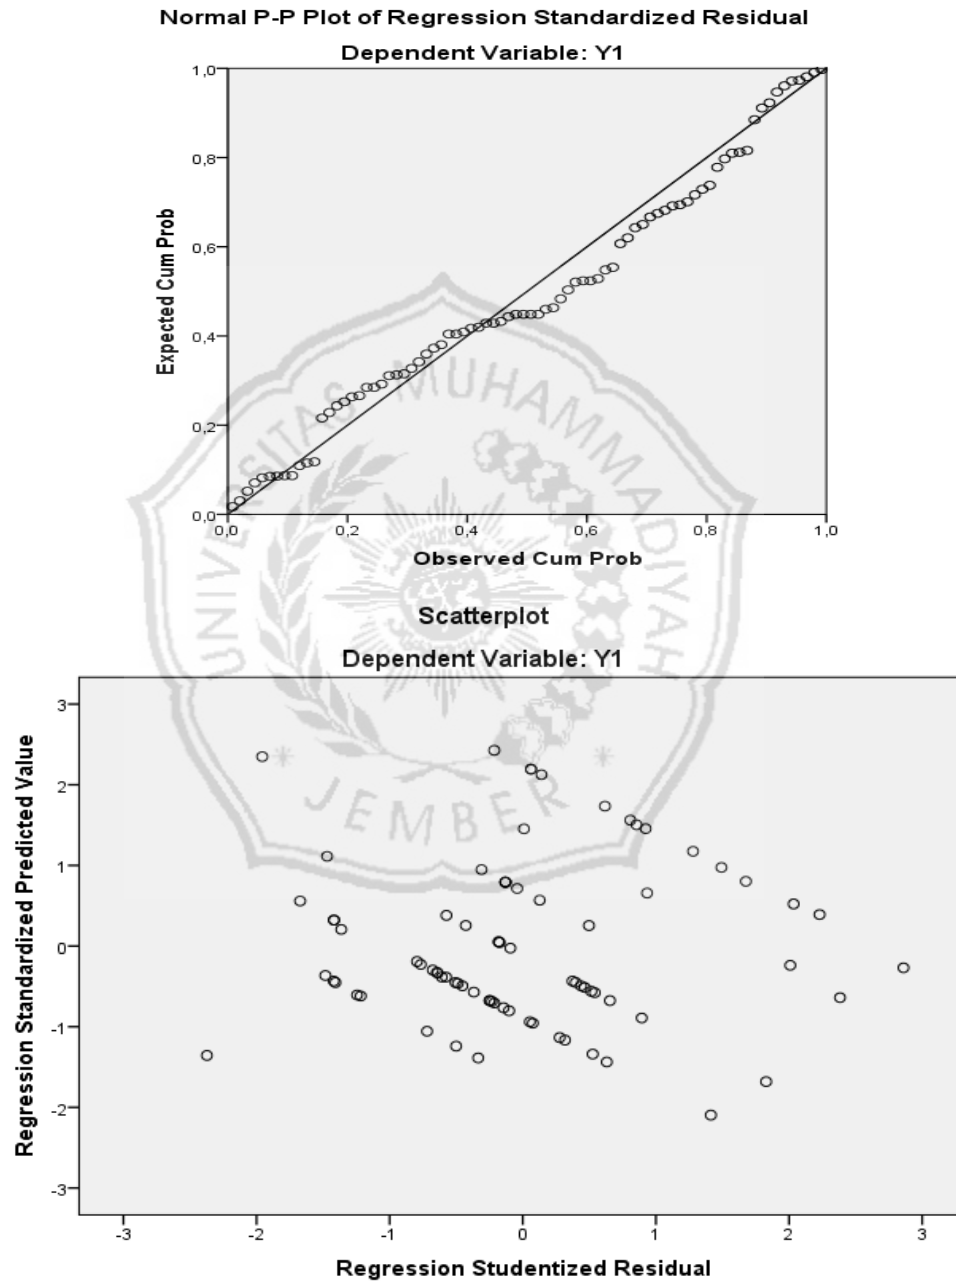 Normal P-P Plot of Regression Standardized Residual
Dependent Variable: Y1
Expected Cum Prob
1,0
0,8
0,6
0,4
0,2
0,0
0,0 0,2 0,4 0,6 0,8 1,0
Observed Cum Prob
UNIVERSITAS MUHAMMADIYAH
JEMBER
Scatterplot
Dependent Variable: Y1
Regression Standardized Predicted Value
3
2
1
0
-1
-2
-3
-3 -2 -1 0 1 2 3
Regression Studentized Residual